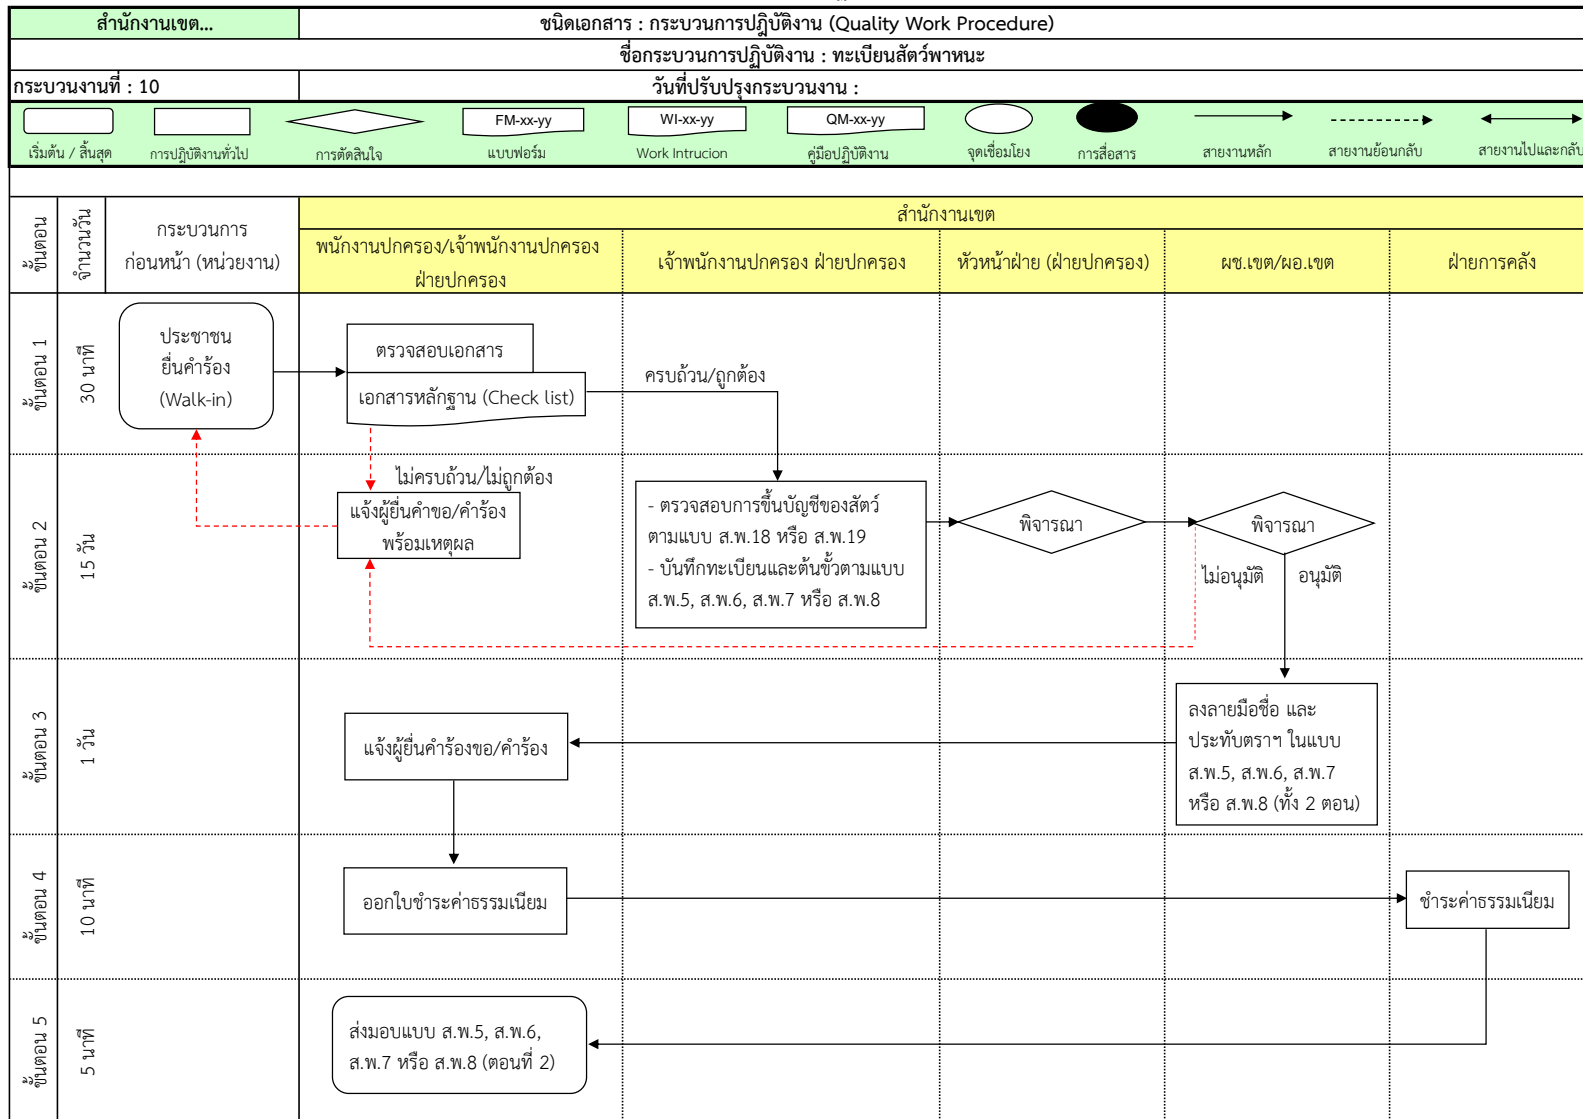 สำนักงานเขต...
ชนิดเอกสาร : กระบวนการปฏิบัติงาน (Quality Work Procedure)
ชื่อกระบวนการปฏิบัติงาน : ทะเบียนสัตว์พาหนะ
กระบวนงานที่ : 10
วันที่ปรับปรุงกระบวนงาน :
FM-xx-yy
WI-xx-yy
QM-xx-yy
เริ่มต้น / สิ้นสุด
การปฏิบัติงานทั่วไป
การตัดสินใจ
แบบฟอร์ม
Work Intrucion
คู่มือปฏิบัติงาน
จุดเชื่อมโยง
การสื่อสาร
สายงานหลัก
สายงานย้อนกลับ
สายงานไปและกลับ
ขั้นตอน
จำนวนวัน
กระบวนการ
ก่อนหน้า (หน่วยงาน)
สำนักงานเขต
พนักงานปกครอง/เจ้าพนักงานปกครอง
ฝ่ายปกครอง
เจ้าพนักงานปกครอง ฝ่ายปกครอง
หัวหน้าฝ่าย (ฝ่ายปกครอง)
ผช.เขต/ผอ.เขต
ฝ่ายการคลัง
ขั้นตอน 1
30 นาที
ประชาชน
ยื่นคำร้อง
(Walk-in)
ตรวจสอบเอกสาร
เอกสารหลักฐาน (Check list)
ครบถ้วน/ถูกต้อง
ขั้นตอน 2
15 วัน
ไม่ครบถ้วน/ไม่ถูกต้อง
แจ้งผู้ยื่นคำขอ/คำร้อง
พร้อมเหตุผล
- ตรวจสอบการขึ้นบัญชีของสัตว์
ตามแบบ ส.พ.18 หรือ ส.พ.19
- บันทึกทะเบียนและต้นขั้วตามแบบ
ส.พ.5, ส.พ.6, ส.พ.7 หรือ ส.พ.8
พิจารณา
พิจารณา
ไม่อนุมัติ
อนุมัติ
ขั้นตอน 3
1 วัน
แจ้งผู้ยื่นคำร้องขอ/คำร้อง
ลงลายมือชื่อ และ
ประทับตราฯ ในแบบ
ส.พ.5, ส.พ.6, ส.พ.7
หรือ ส.พ.8 (ทั้ง 2 ตอน)
ขั้นตอน 4
10 นาที
ออกใบชำระค่าธรรมเนียม
ชำระค่าธรรมเนียม
ขั้นตอน 5
5 นาที
ส่งมอบแบบ ส.พ.5, ส.พ.6,
ส.พ.7 หรือ ส.พ.8 (ตอนที่ 2)